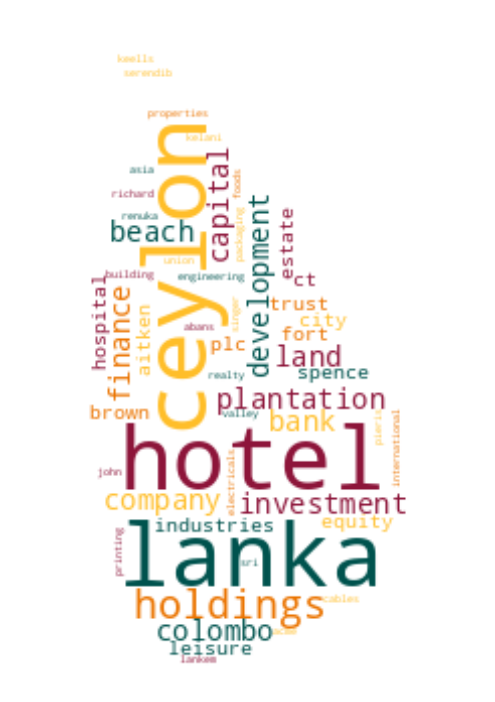 keells
serendib
properties
kelani
ceylon
capital
asia
foods
richard
renuka
beach
development
packaging
estate
union
building
engineering
ct
hospital
finance
aitken
singer
trust
abans
city
plc
fort
land
realty
spence
plantation
brown
valley
bank
pieris
international
hotel
john
electricals
company
investment
industries
equity
printing
lanka
sri
holdings
cables
colombo
acme
leisure
lankem